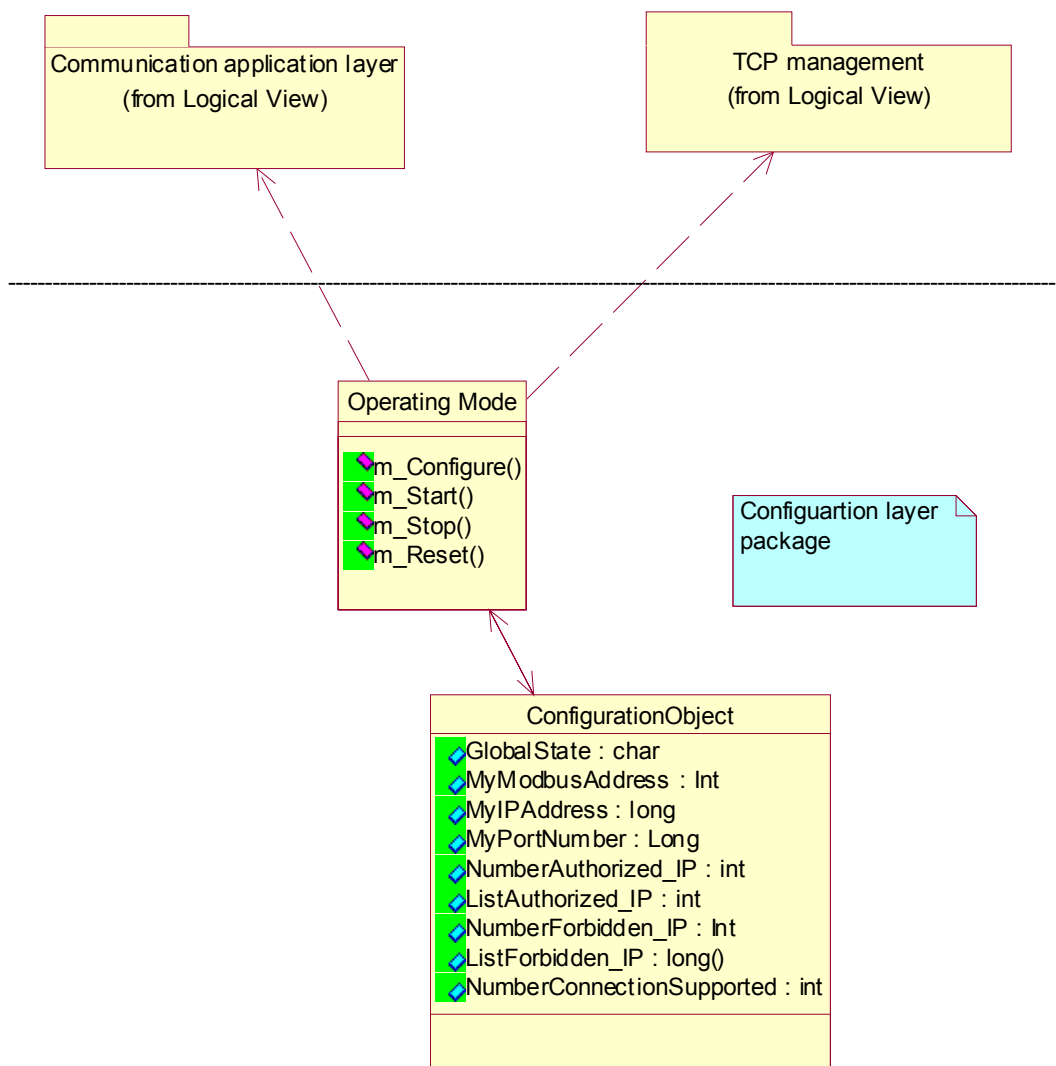 Communication application layer
(from Logical View)
TCP management
(from Logical View)
Operating Mode
m_Configure()
m_Start()
m_Stop()
m_Reset()
Configuartion layer
package
ConfigurationObject
GlobalState : char
MyModbusAddress : Int
MyIPAddress : long
MyPortNumber : Long
NumberAuthorized_IP : int
ListAuthorized_IP : int
NumberForbidden_IP : Int
ListForbidden_IP : long()
NumberConnectionSupported : int